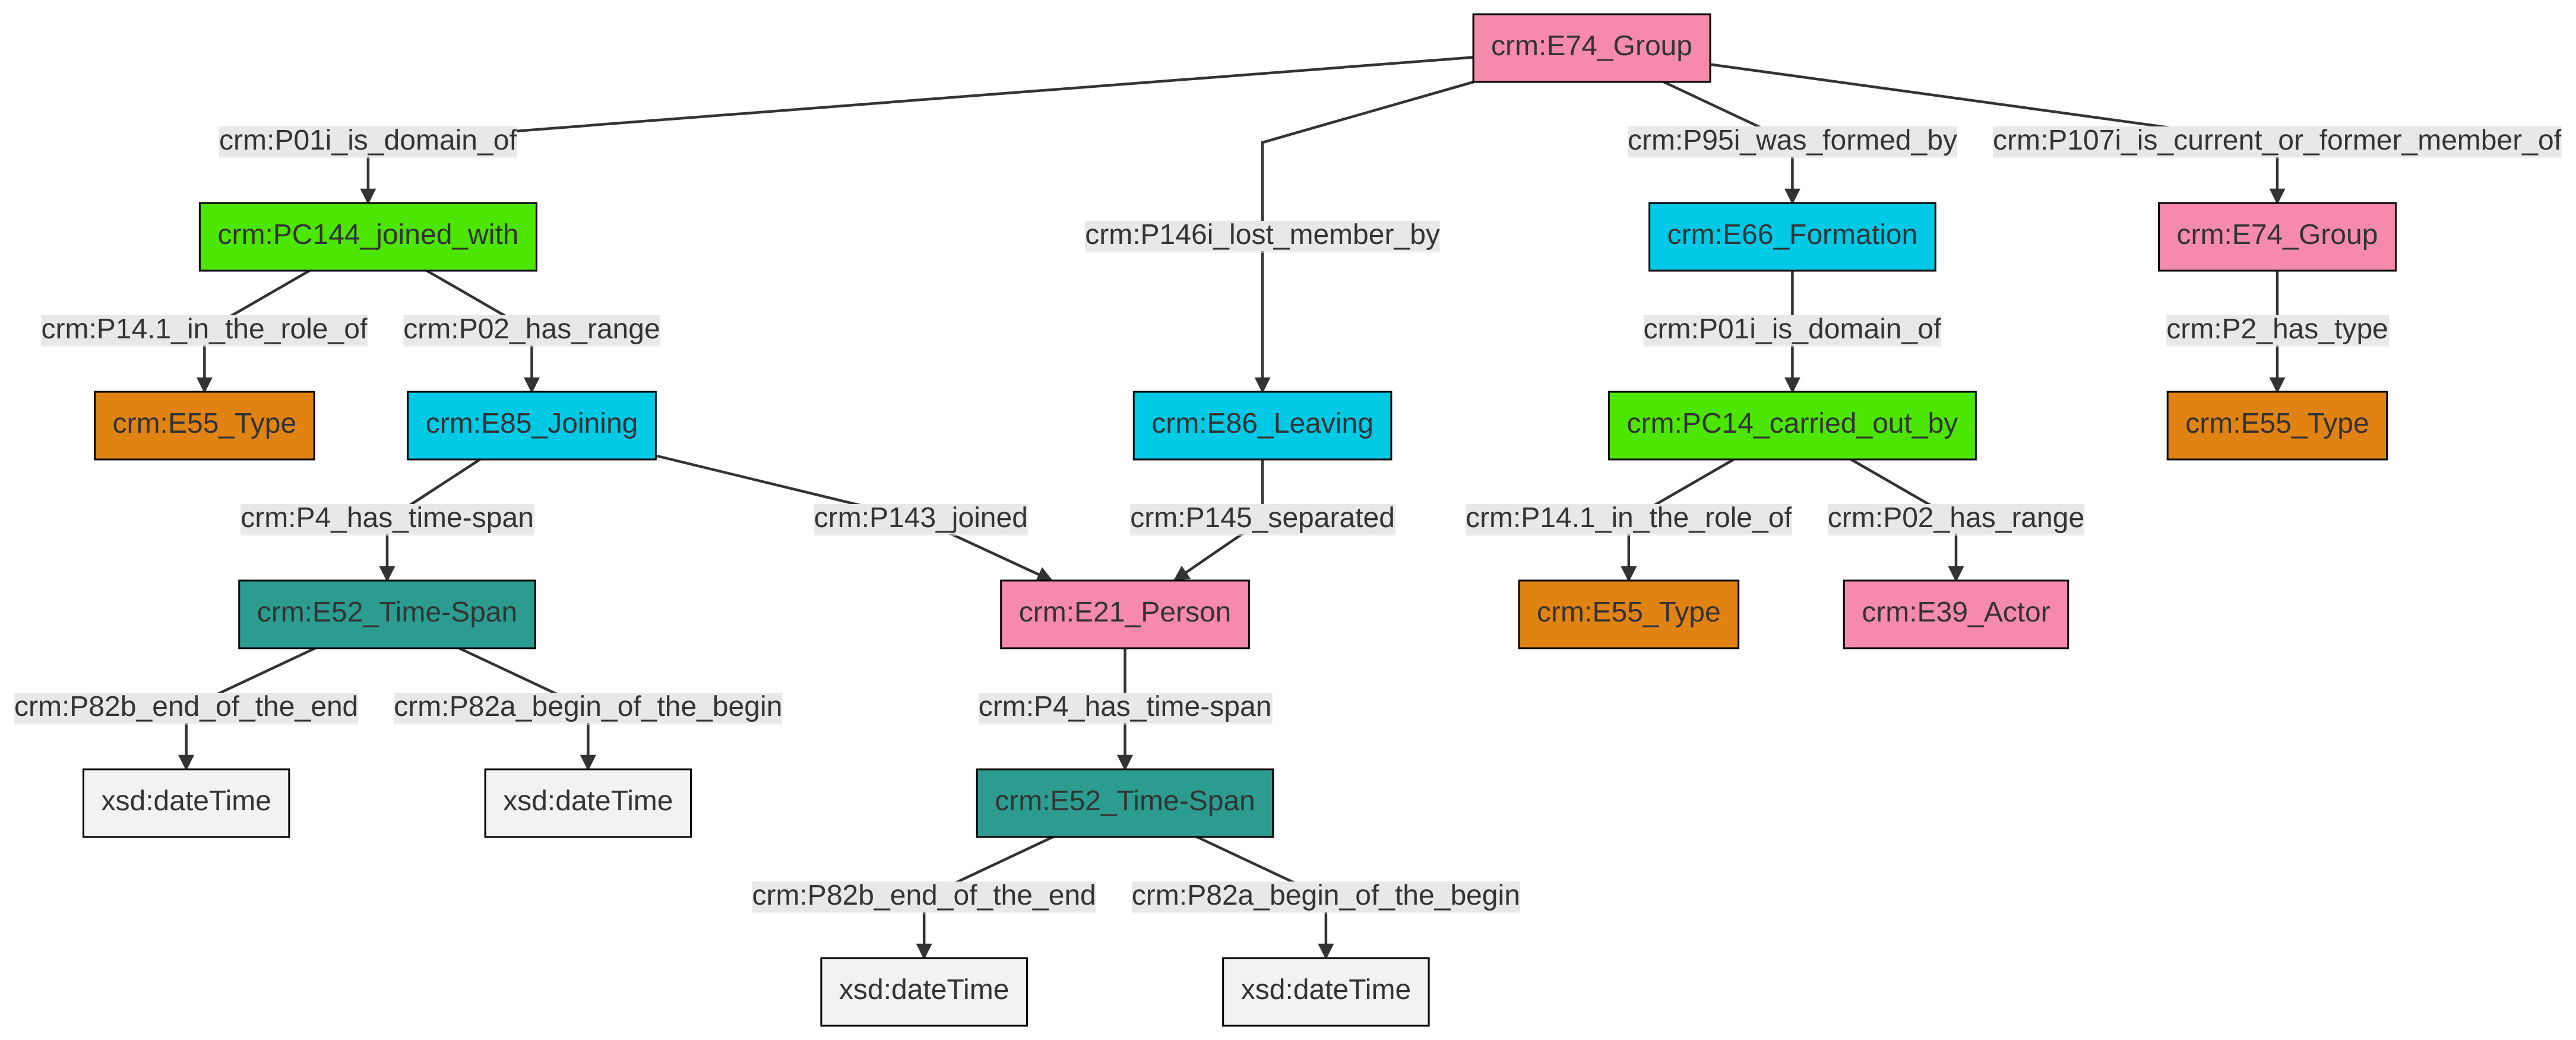 crm:E74_Group
crm:P01i_is_domain_of
crm:P95i_was_formed_by
crm:P107i_is_current_or_former_member_of
crm:PC144_joined_with
crm:P146i_lost_member_by
crm:E66_Formation
crm:E74_Group
crm:P14.1_in_the_role_of
crm:P02_has_range
crm:P01i_is_domain_of
crm:P2_has_type
crm:E55_Type
crm:E85_Joining
crm:E86_Leaving
crm:PC14_carried_out_by
crm:E55_Type
crm:P4_has_time-span
crm:P143_joined
crm:P145_separated
crm:P14.1_in_the_role_of
crm:P02_has_range
crm:E52_Time-Span
crm:E21_Person
crm:E55_Type
crm:E39_Actor
crm:P82b_end_of_the_end
crm:P82a_begin_of_the_begin
crm:P4_has_time-span
xsd:dateTime
xsd:dateTime
crm:E52_Time-Span
crm:P82b_end_of_the_end
crm:P82a_begin_of_the_begin
xsd:dateTime
xsd:dateTime